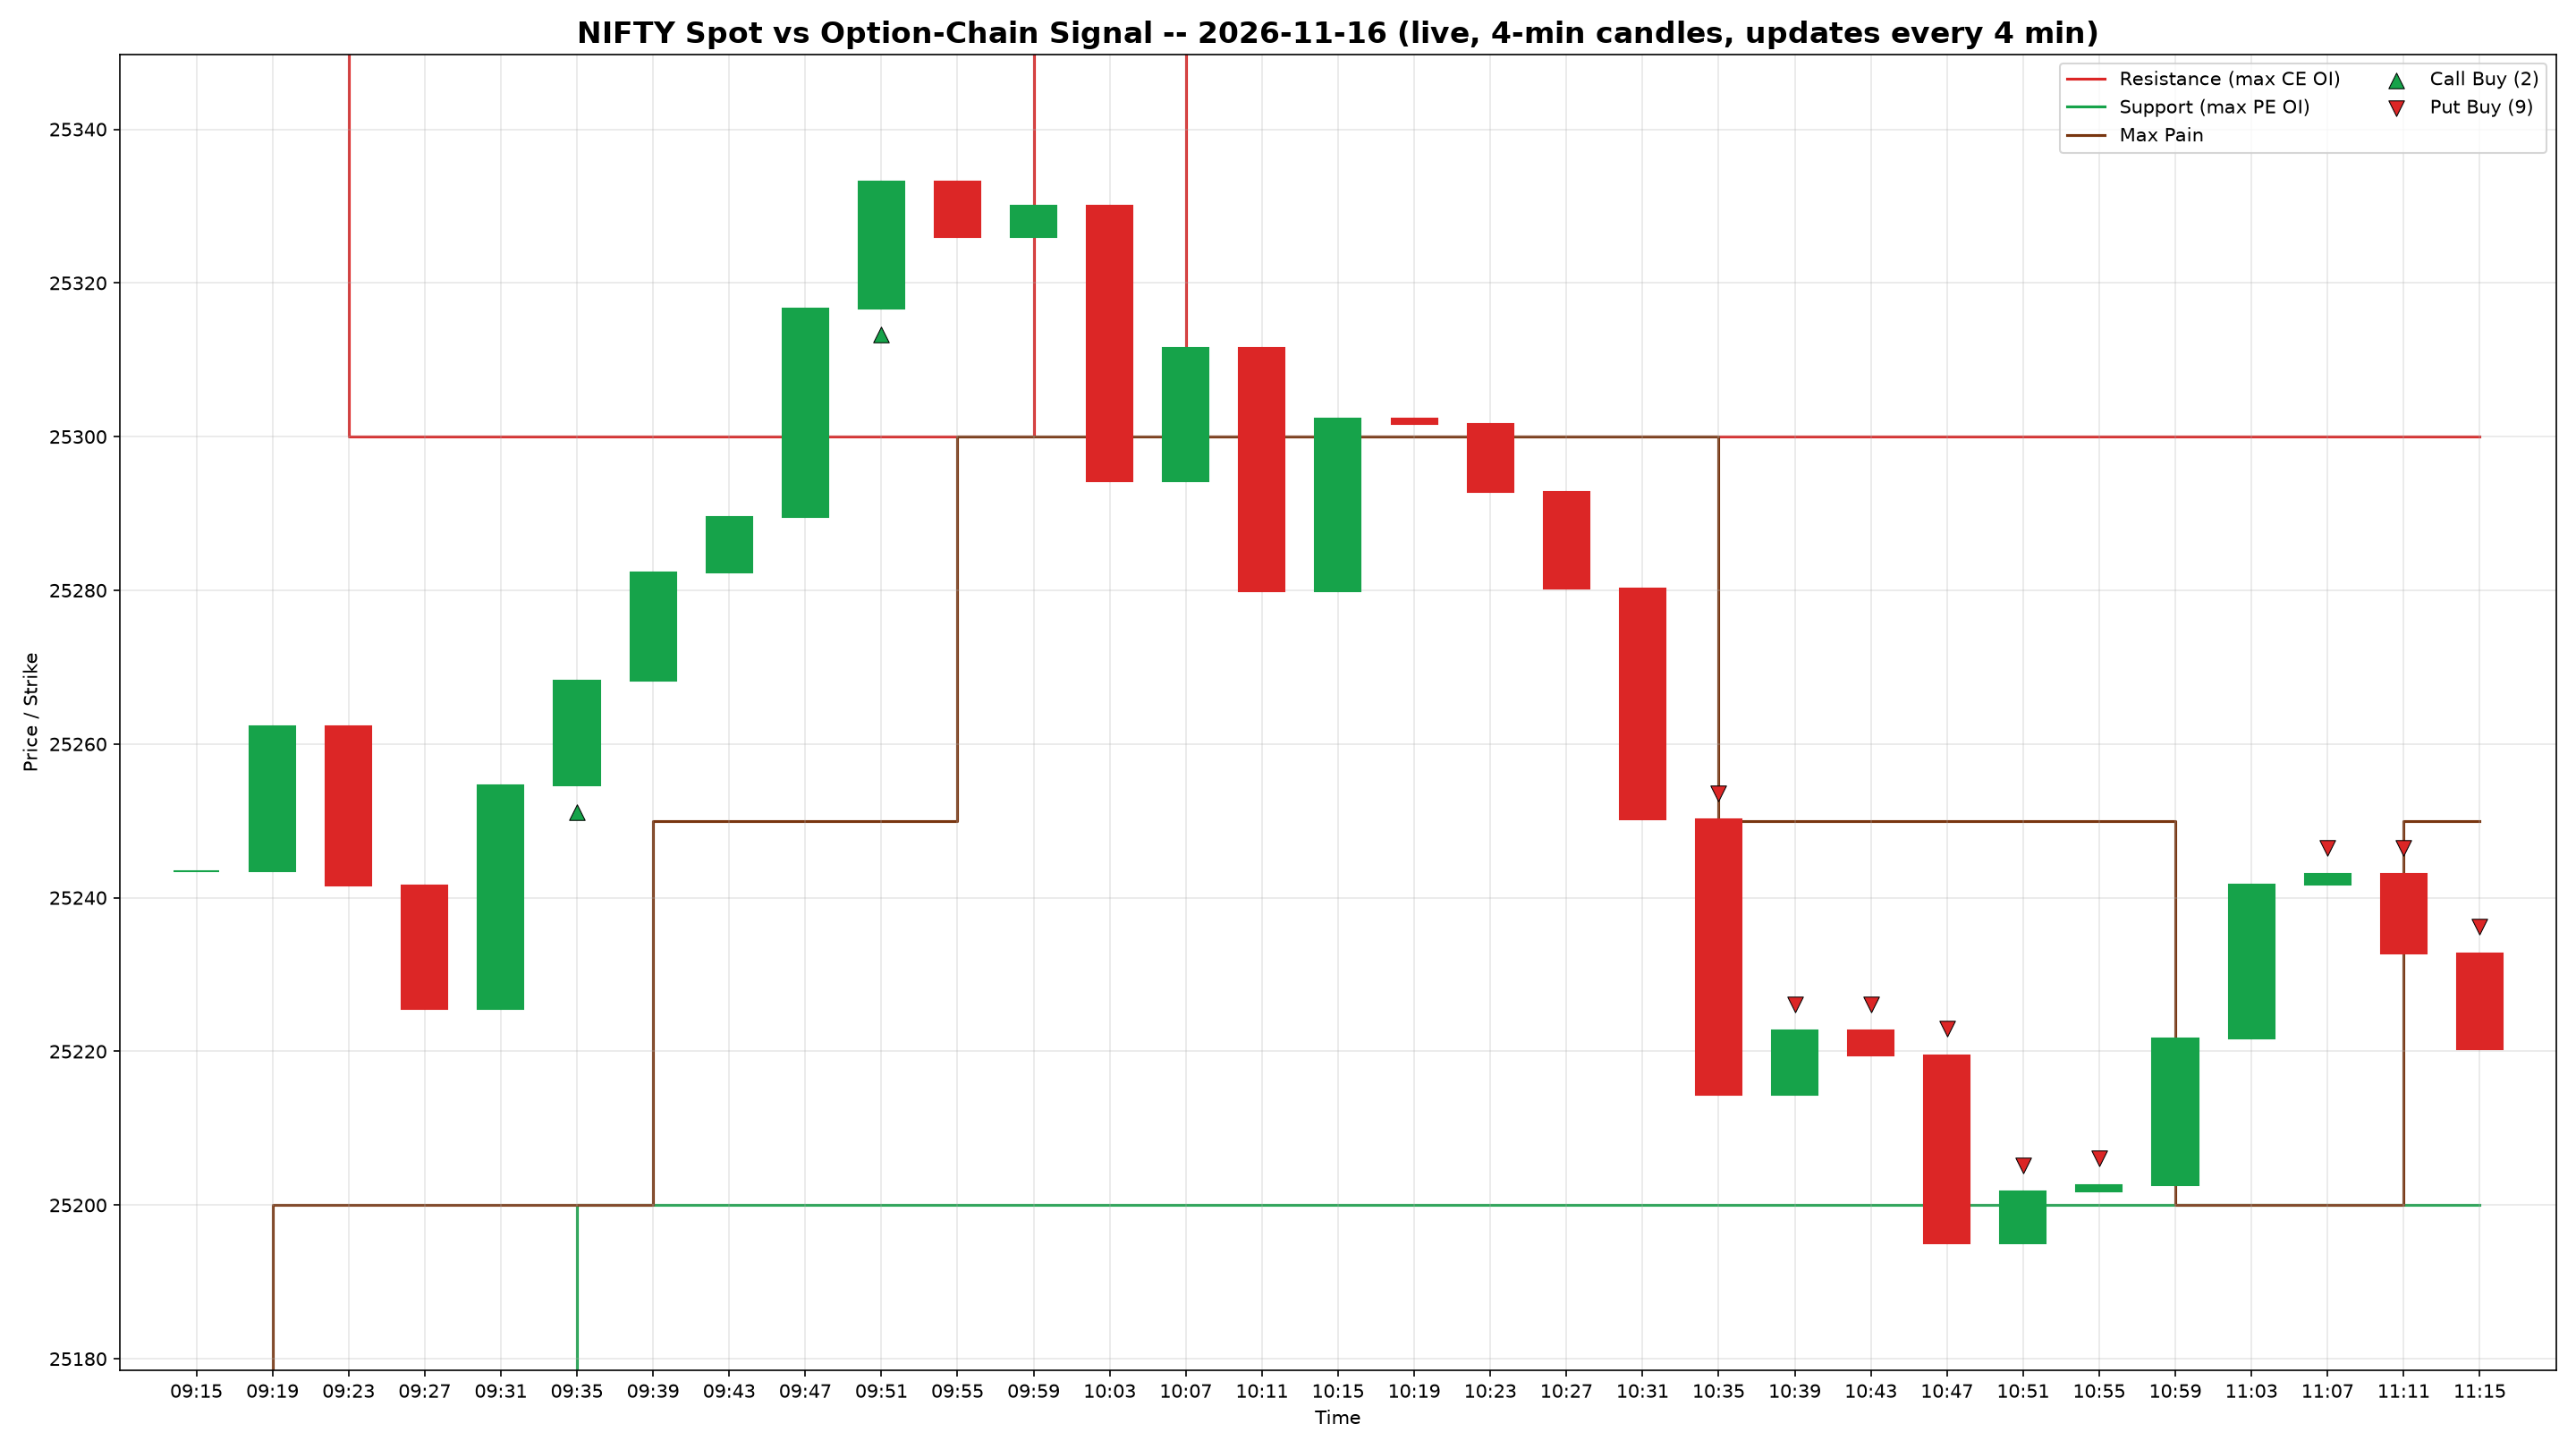 NIFTY Spot vs Option-Chain Signal -- 2026-11-16 (live, 4-min candles, updates every 4 min)
Resistance (max CE OI)
Support (max PE OI)
Max Pain
Call Buy (2)
Put Buy (9)
Price / Strike
25340
25320
25300
25280
25260
25240
25220
25200
25180
09:15 09:19 09:23 09:27 09:31 09:35 09:39 09:43 09:47 09:51 09:55 09:59 10:03 10:07 10:11 10:15 10:19 10:23 10:27 10:31 10:35 10:39 10:43 10:47 10:51 10:55 10:59 11:03 11:07 11:11 11:15
Time